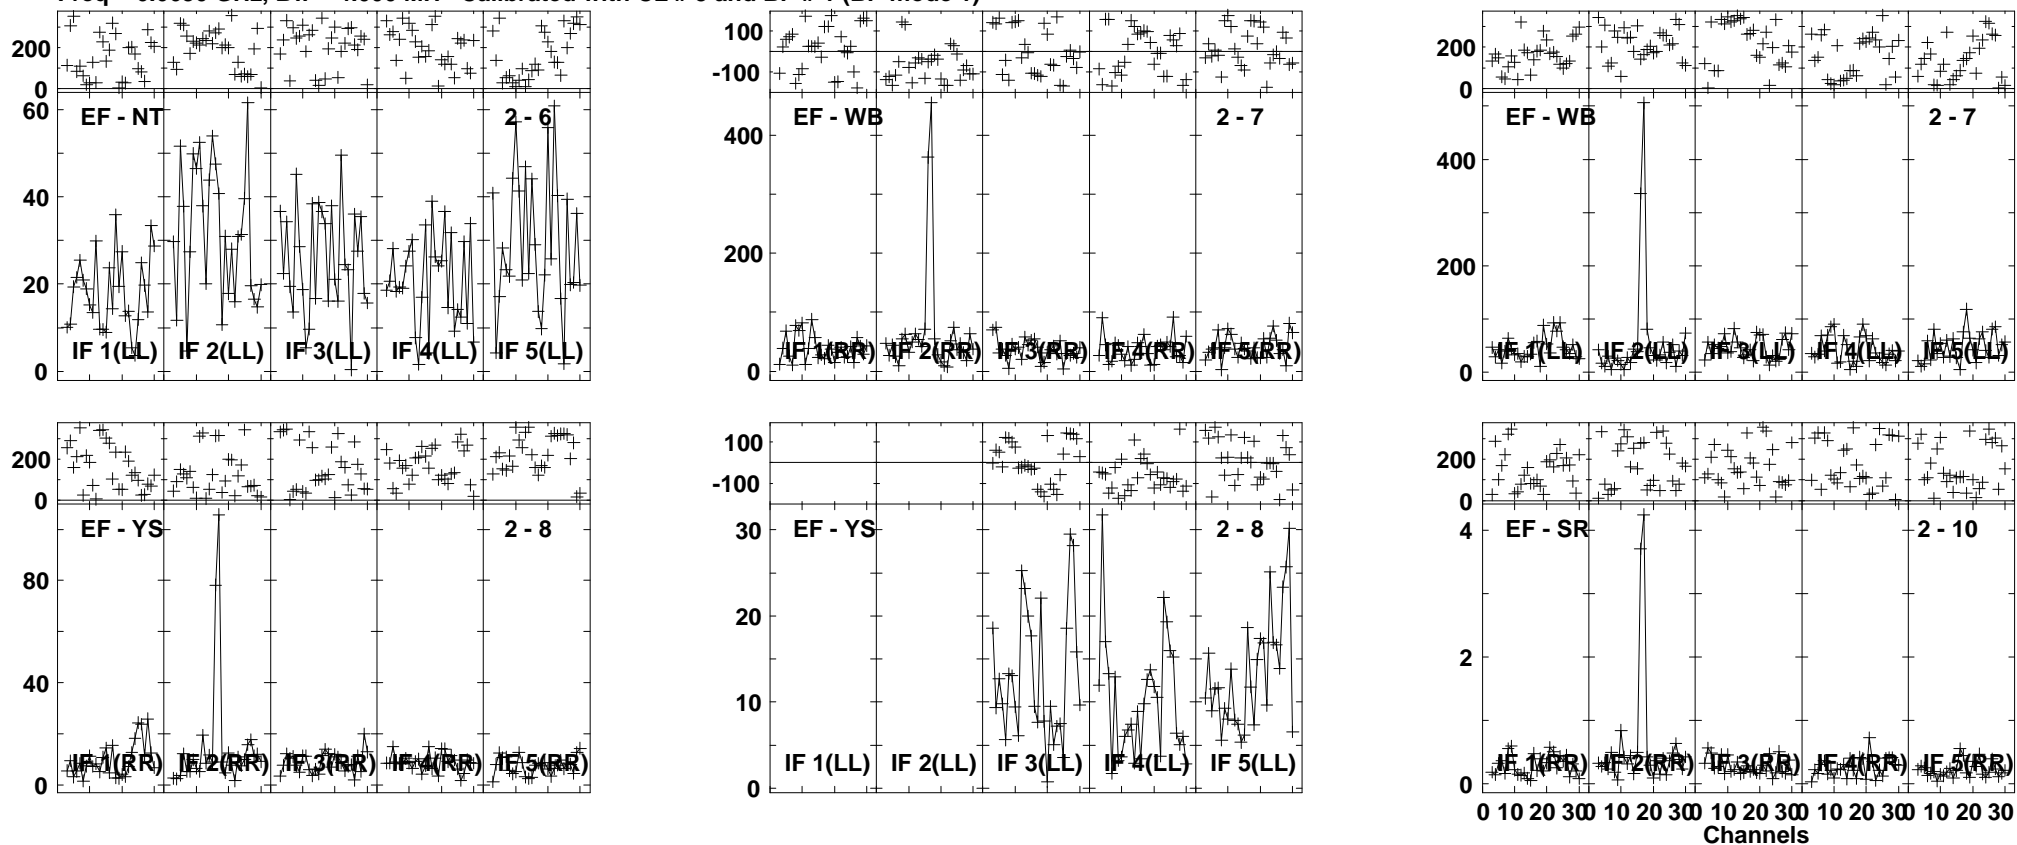 200 0 60 40 20 0
EF - NT 2 - 6
IF 1(LL) IF 2(LL) IF 3(LL) IF 4(LL) IF 5(LL)
100 -100 400 200 0
EF - WB 2 - 7
IF 1(RR) IF 2(RR) IF 3(RR) IF 4(RR) IF 5(RR)
200 0 400 200 0
EF - WB 2 - 7
IF 1(LL) IF 2(LL) IF 3(LL) IF 4(LL) IF 5(LL)
200 0 80 40 0
EF - YS 2 - 8
IF 1(RR) IF 2(RR) IF 3(RR) IF 4(RR) IF 5(RR)
100 -100 30 20 10 0
EF - YS 2 - 8
IF 1(LL) IF 2(LL) IF 3(LL) IF 4(LL) IF 5(LL)
200 0 4 2 0
EF - SR 2 - 10
IF 1(RR) IF 2(RR) IF 3(RR) IF 4(RR) IF 5(RR)
0 10 20 30 0 10 20 30 0 10 20 30 0 10 20 30 0 10 20 30
Channels